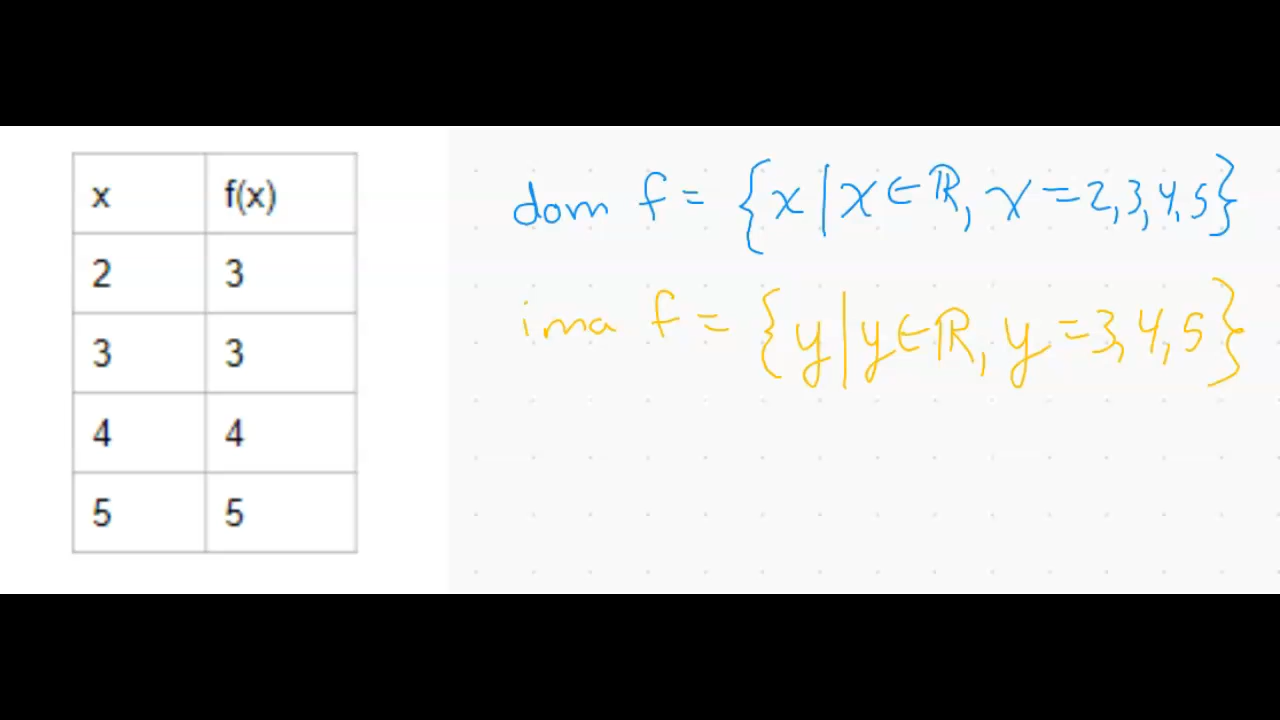 x f(x)
2 3
3 3
4 4
5 5
dom f = {x | x ∈ ℝ, x = 2, 3, 4, 5}
ima f = {y | y ∈ ℝ, y = 3, 4, 5}